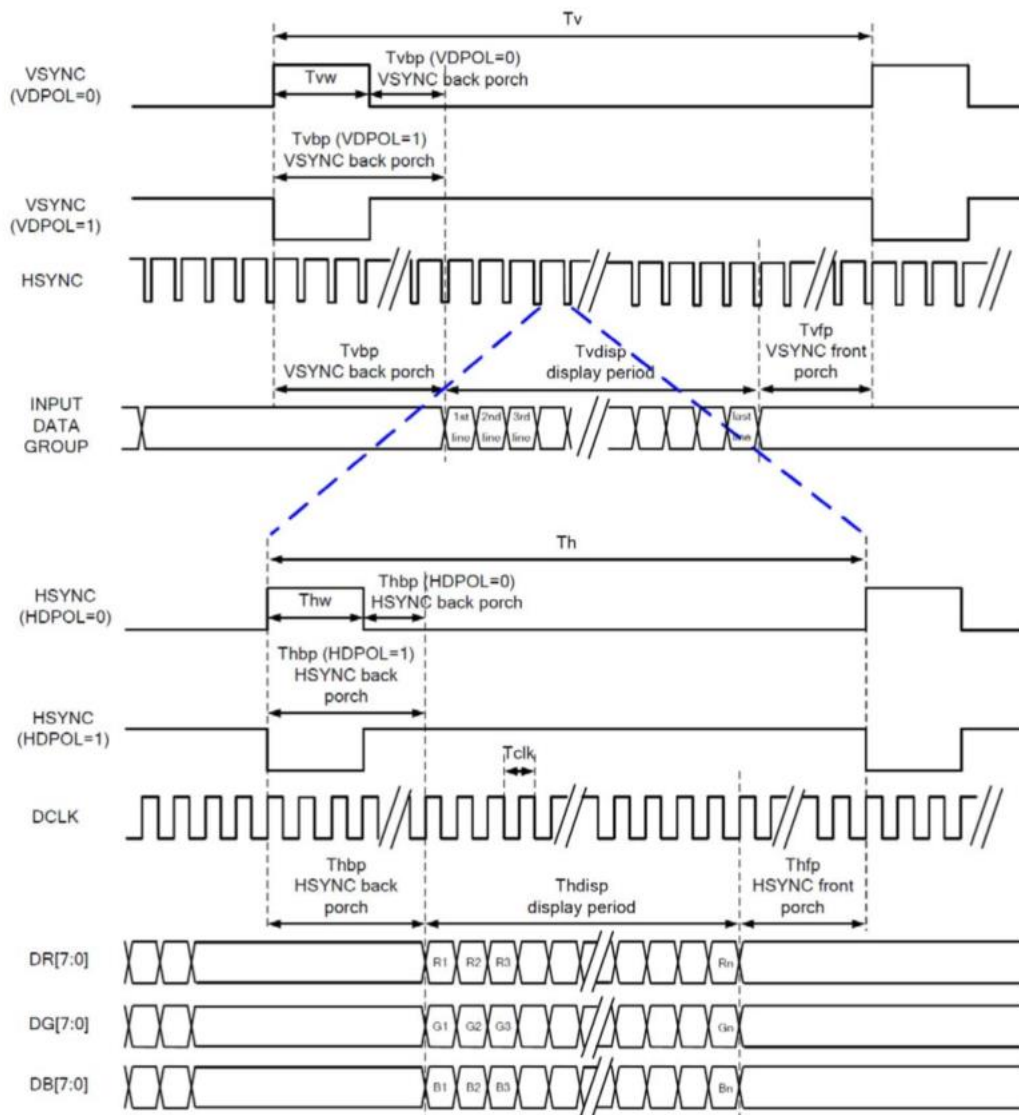 Tv
VSYNC
(VDPOL=0)
Tvw
Tvbp (VDPOL=0)
VSYNC back porch
Tvbp (VDPOL=1)
VSYNC back porch
VSYNC
(VDPOL=1)
HSYNC
Tvbp
VSYNC back porch
Tvdisp
display period
Tvfp
VSYNC front
porch
INPUT
DATA
GROUP
1st
line
2nd
line
3rd
line
last
line
Th
HSYNC
(HDPOL=0)
Thw
Thbp (HDPOL=0)
HSYNC back porch
Thbp (HDPOL=1)
HSYNC back
porch
HSYNC
(HDPOL=1)
Tclk
DCLK
Thbp
HSYNC back
porch
Thdisp
display period
Thfp
HSYNC front
porch
DR[7:0]
R1 R2 R3 Rn
DG[7:0]
G1 G2 G3 Gn
DB[7:0]
B1 B2 B3 Bn